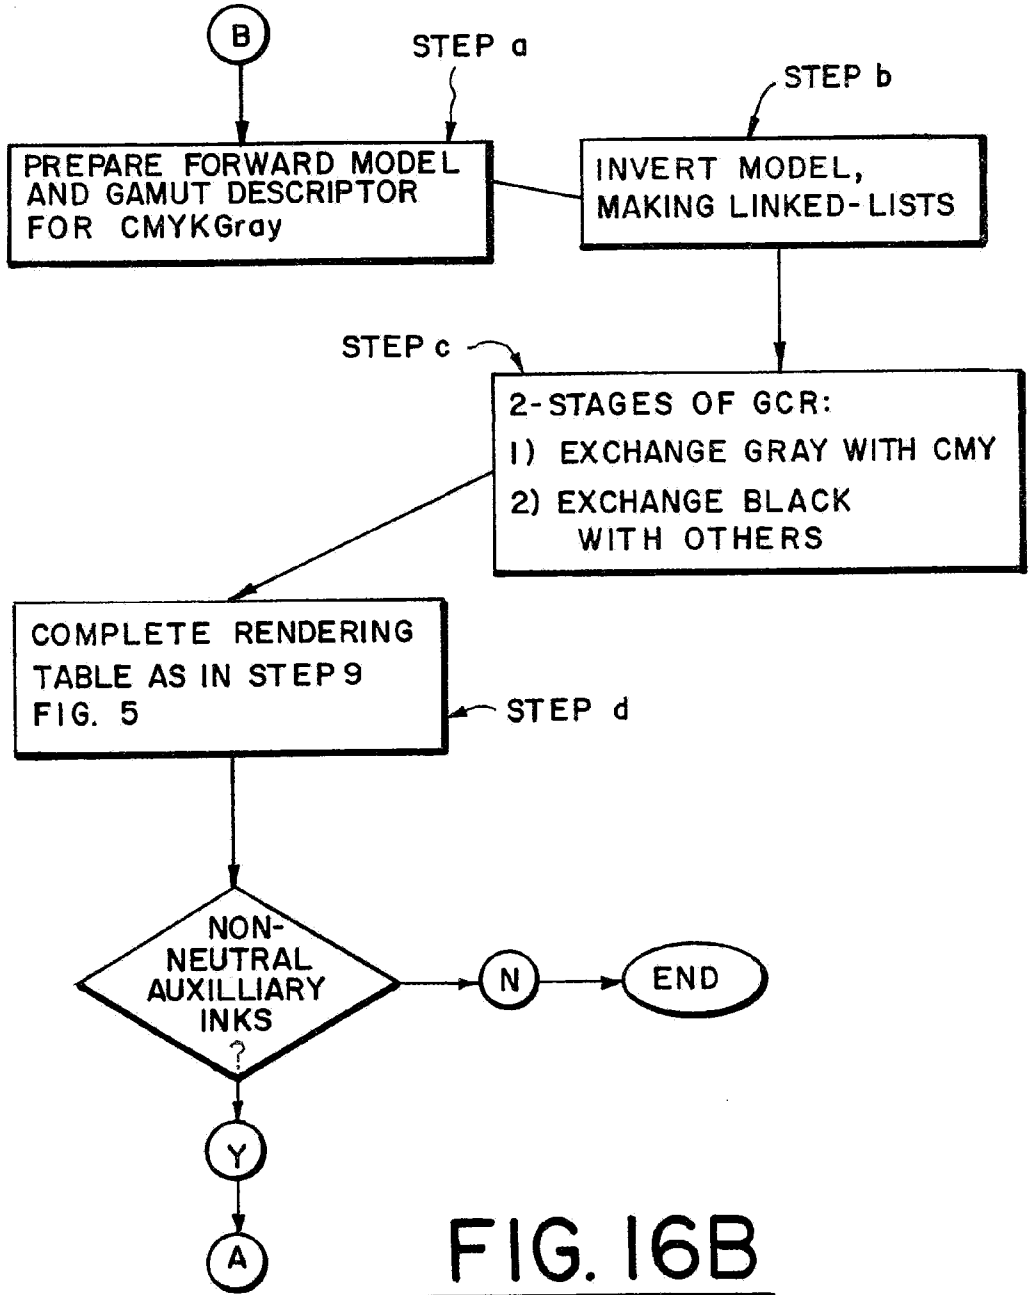 B
STEP a
STEP b
PREPARE FORWARD MODEL
AND GAMUT DESCRIPTOR
FOR CMYKGray
INVERT MODEL,
MAKING LINKED-LISTS
STEP c
2-STAGES OF GCR:
1) EXCHANGE GRAY WITH CMY
2) EXCHANGE BLACK
WITH OTHERS
COMPLETE RENDERING
TABLE AS IN STEP 9
FIG. 5
STEP d
NON-
NEUTRAL
AUXILLIARY
INKS
?
N
END
Y
A
FIG. 16B